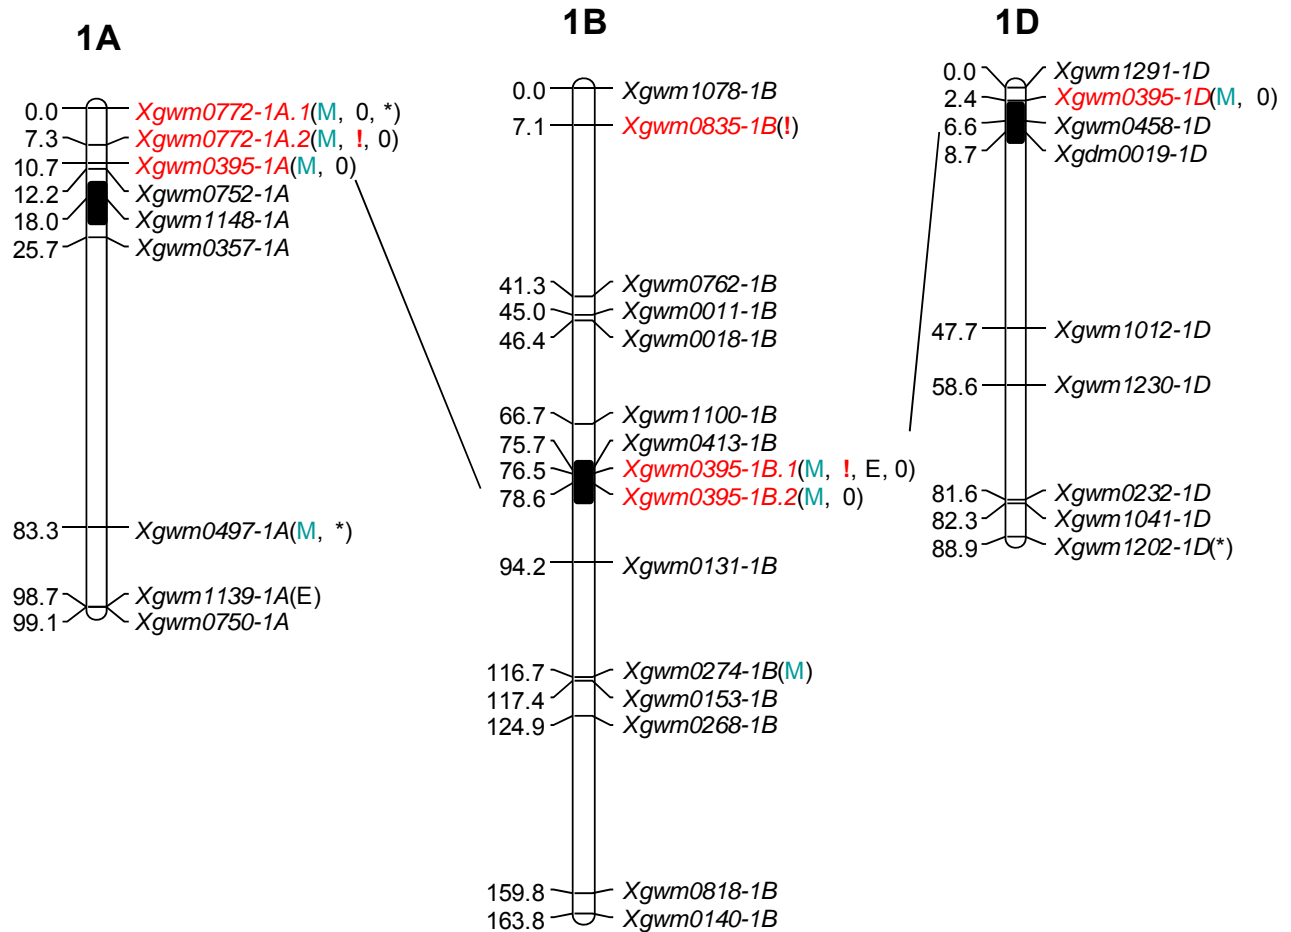 1A
0.0 Xgwm0772-1A.1(M, 0, *)
7.3 Xgwm0772-1A.2(M, !, 0)
10.7 Xgwm0395-1A(M, 0)
12.2 Xgwm0752-1A
18.0 Xgwm1148-1A
25.7 Xgwm0357-1A
83.3 Xgwm0497-1A(M, *)
98.7 Xgwm1139-1A(E)
99.1 Xgwm0750-1A
1B
0.0 Xgwm1078-1B
7.1 Xgwm0835-1B(!)
41.3 Xgwm0762-1B
45.0 Xgwm0011-1B
46.4 Xgwm0018-1B
66.7 Xgwm1100-1B
75.7 Xgwm0413-1B
76.5 Xgwm0395-1B.1(M, !, E, 0)
78.6 Xgwm0395-1B.2(M, 0)
94.2 Xgwm0131-1B
116.7 Xgwm0274-1B(M)
117.4 Xgwm0153-1B
124.9 Xgwm0268-1B
159.8 Xgwm0818-1B
163.8 Xgwm0140-1B
1D
0.0 Xgwm1291-1D
2.4 Xgwm0395-1D(M, 0)
6.6 Xgwm0458-1D
8.7 Xgdm0019-1D
47.7 Xgwm1012-1D
58.6 Xgwm1230-1D
81.6 Xgwm0232-1D
82.3 Xgwm1041-1D
88.9 Xgwm1202-1D(*)